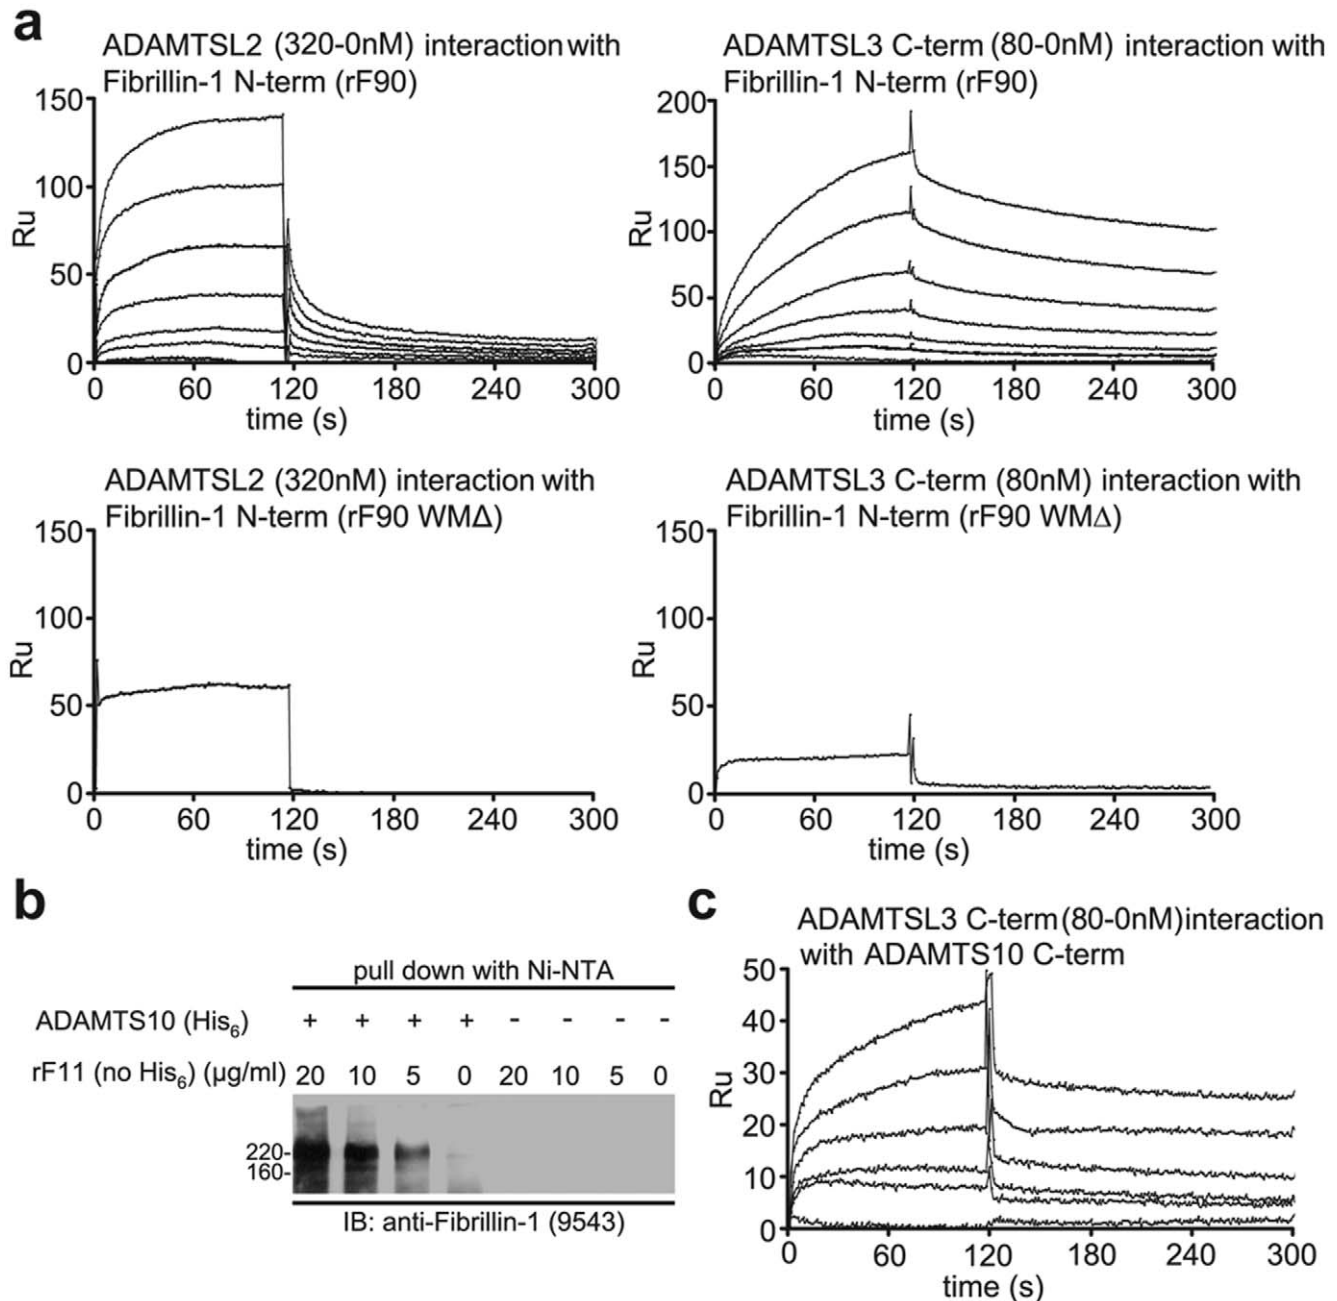 a
ADAMTSL2 (320-0nM) interaction with
Fibrillin-1 N-term (rF90)
150
100
50
0
Ru
0 60 120 180 240 300
time (s)
ADAMTSL3 C-term (80-0nM) interaction with
Fibrillin-1 N-term (rF90)
200
150
100
50
0
Ru
0 60 120 180 240 300
time (s)
ADAMTSL2 (320nM) interaction with
Fibrillin-1 N-term (rF90 WMΔ)
150
100
50
0
Ru
0 60 120 180 240 300
time (s)
ADAMTSL3 C-term (80nM) interaction with
Fibrillin-1 N-term (rF90 WMΔ)
150
100
50
0
Ru
0 60 120 180 240 300
time (s)
b
pull down with Ni-NTA
ADAMTS10 (His6) + + + + - - - -
rF11 (no His6) (µg/ml) 20 10 5 0 20 10 5 0
220-
160-
IB: anti-Fibrillin-1 (9543)
c
ADAMTSL3 C-term (80-0nM) interaction
with ADAMTS10 C-term
50
40
30
20
10
0
Ru
0 60 120 180 240 300
time (s)